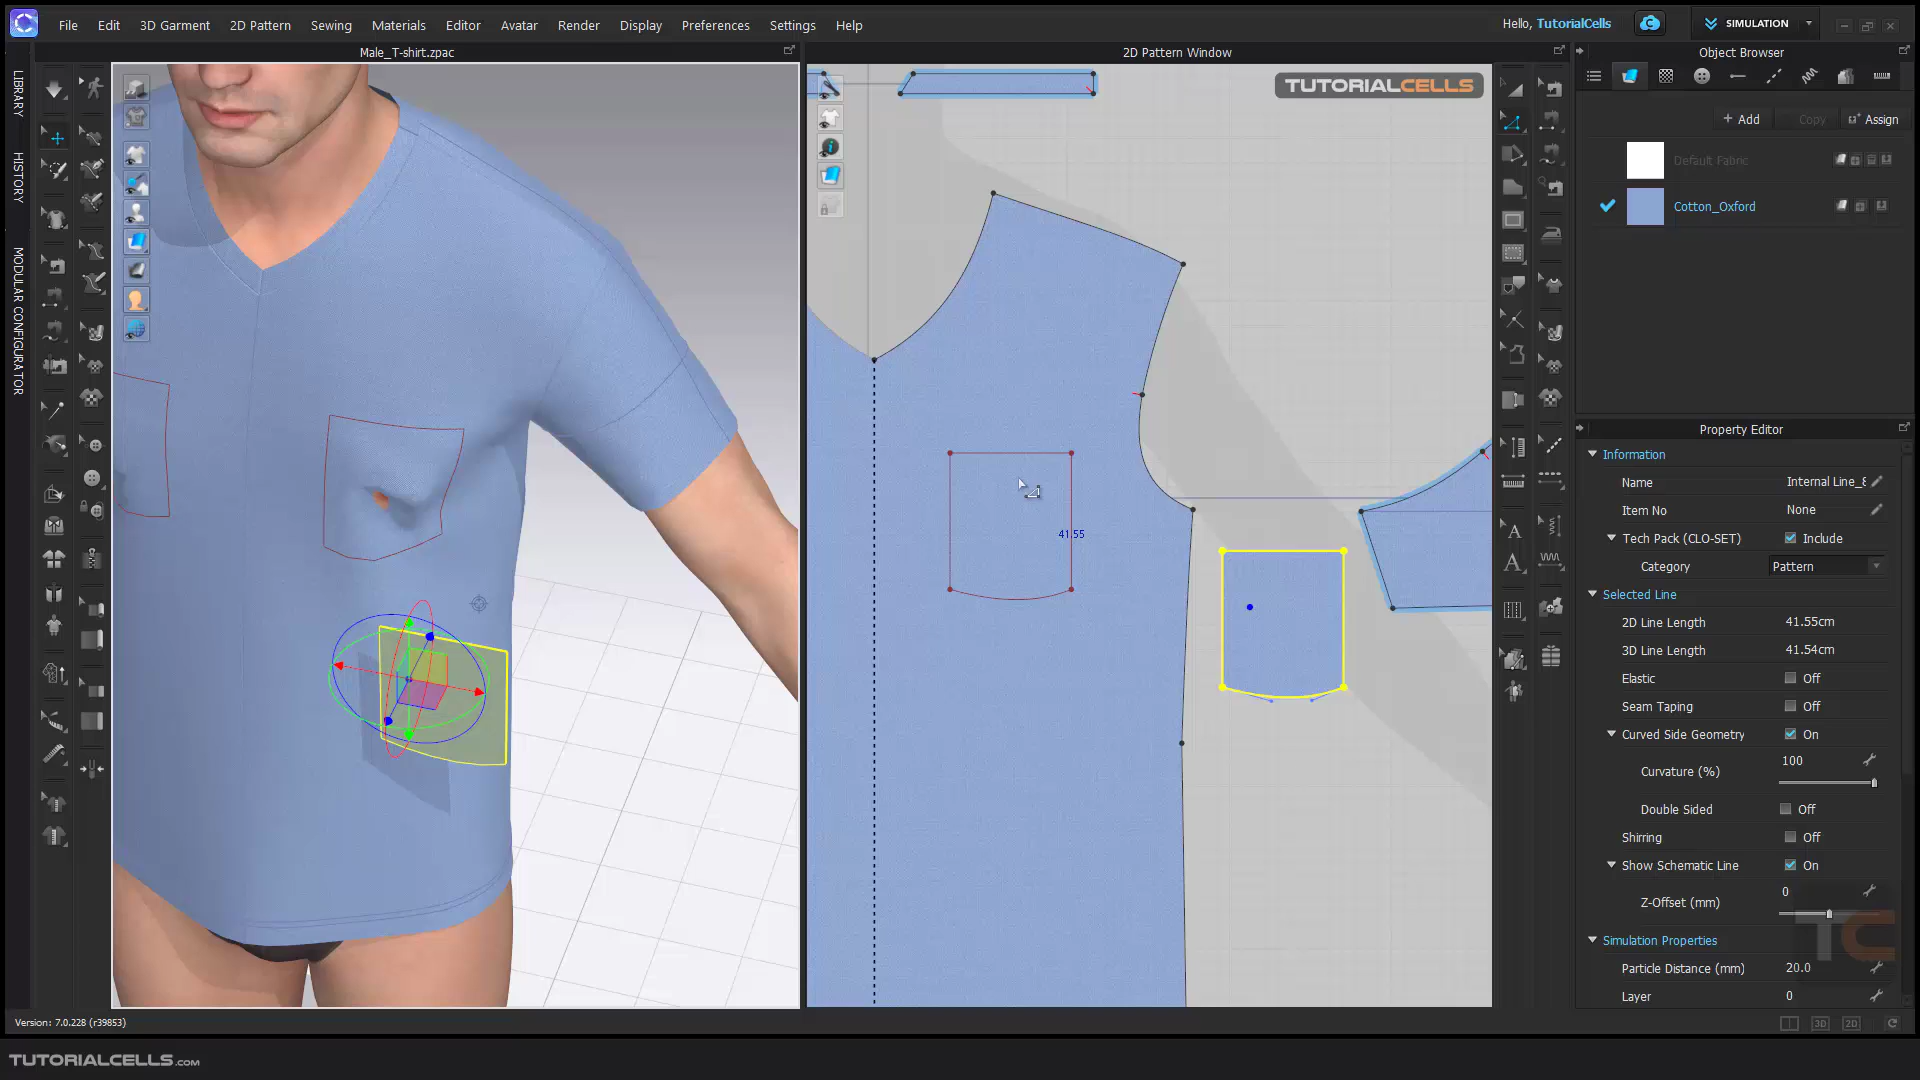 File Edit 3D Garment 2D Pattern Sewing Materials Editor Avatar Render Display Preferences Settings Help
Hello, TutorialCells
SIMULATION
Male_T-shirt.zpac
2D Pattern Window
Object Browser
LIBRARY
HISTORY
MODULAR CONFIGURATOR
TUTORIALCELLS
+ Add
Copy
Assign
Default Fabric
Cotton_Oxford
41.55
Property Editor
Information
Name Internal Line_
Item No None
Tech Pack (CLO-SET) Include
Category Pattern
Selected Line
2D Line Length 41.55cm
3D Line Length 41.54cm
Elastic Off
Seam Taping Off
Curved Side Geometry On
Curvature (%) 100
Double Sided Off
Shirring Off
Show Schematic Line On
Z-Offset (mm) 0
TC
Simulation Properties
Particle Distance (mm) 20.0
Layer 0
3D
2D
Version: 7.0.228 (r39853)
TUTORIALCELLS.com